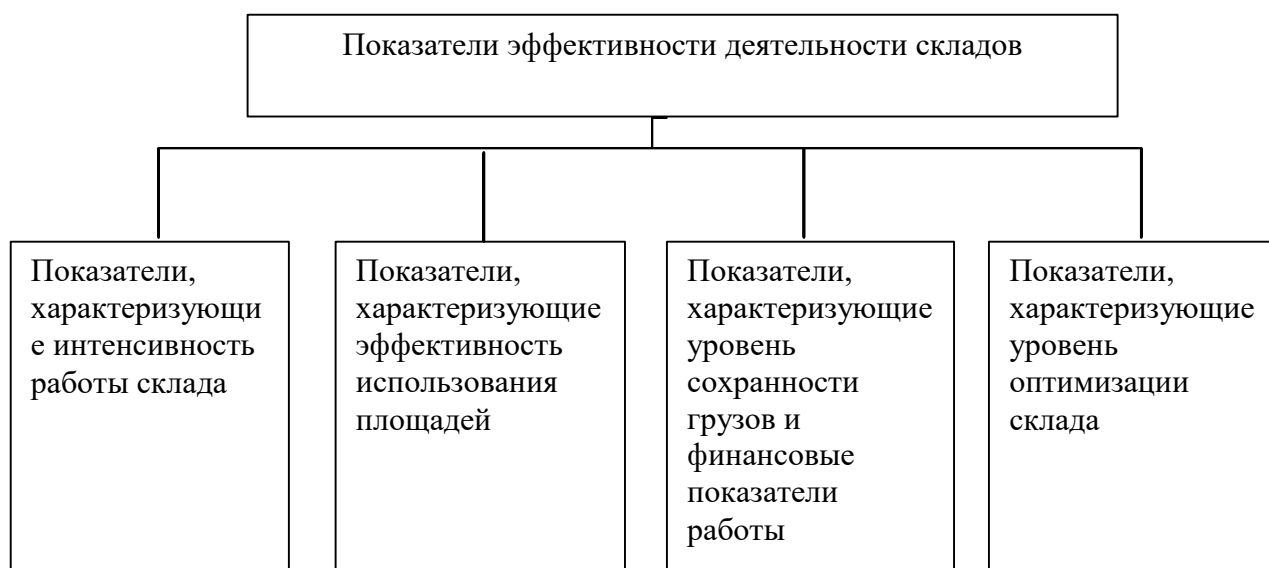 Показатели эффективности деятельности складов
Показатели,
характеризующи
е интенсивность
работы склада
Показатели,
характеризующие
эффективность
использования
площадей
Показатели,
характеризующие
уровень
сохранности
грузов и
финансовые
показатели
работы
Показатели,
характеризующие
уровень
оптимизации
склада